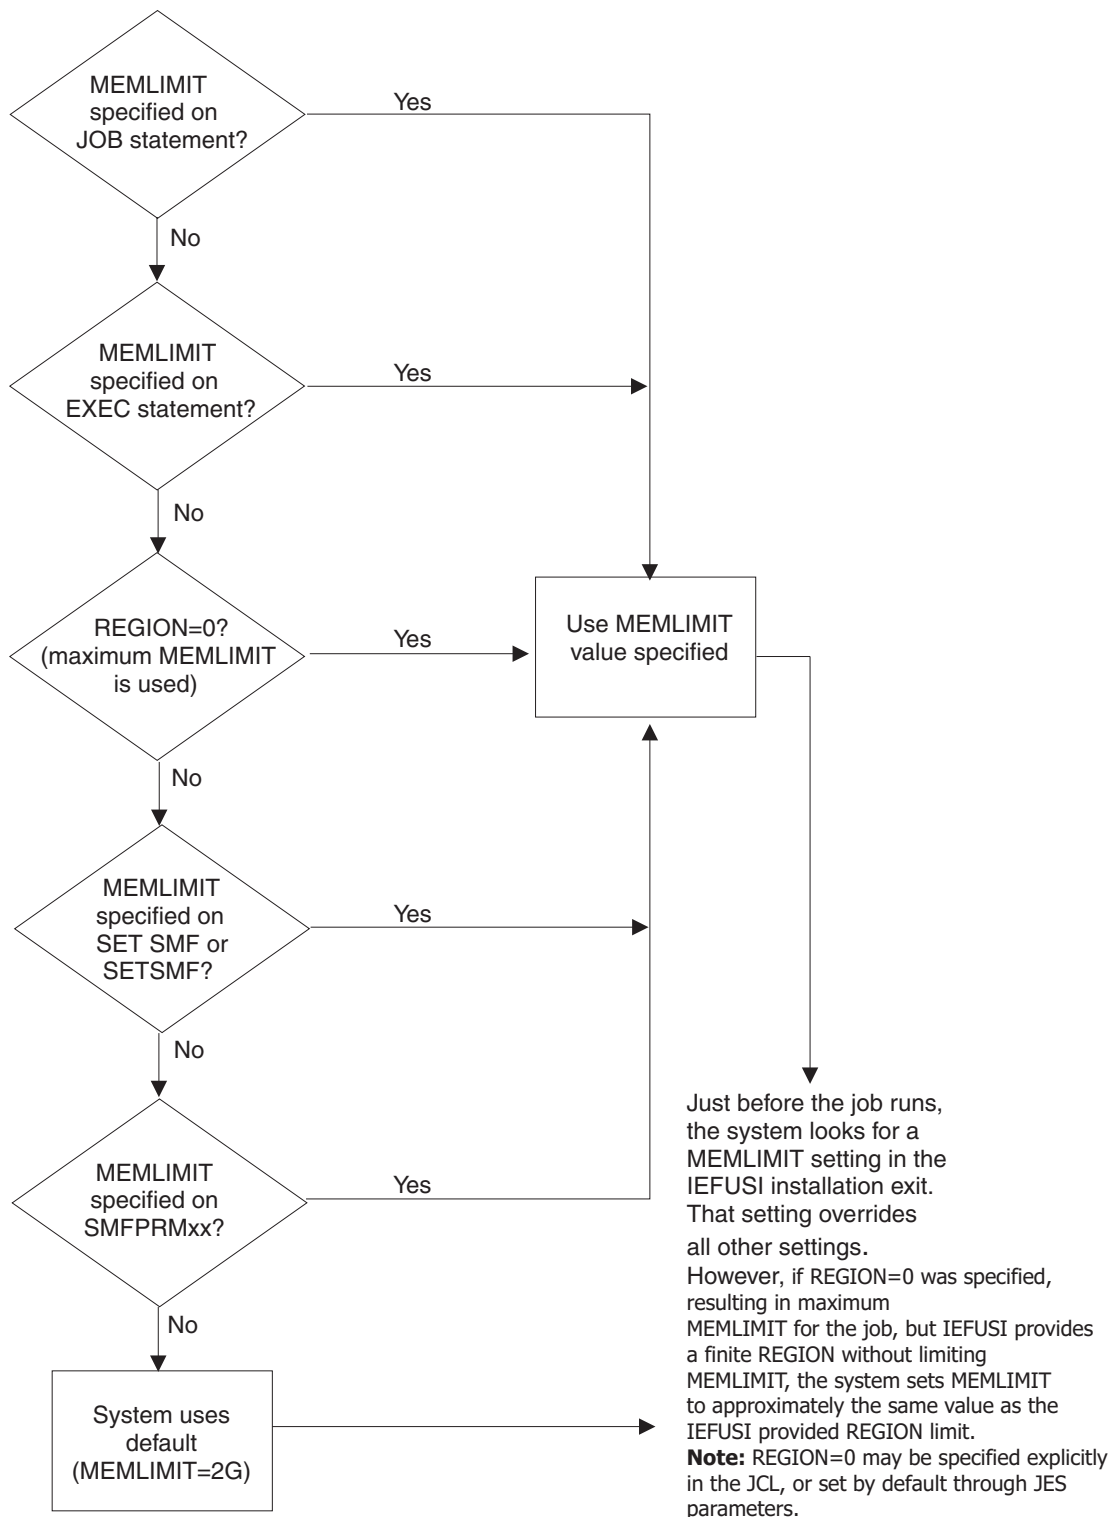 MEMLIMIT
specified on
JOB statement?
Yes
No
MEMLIMIT
specified on
EXEC statement?
Yes
No
REGION=0?
(maximum MEMLIMIT
is used)
Yes
Use MEMLIMIT
value specified
No
MEMLIMIT
specified on
SET SMF or
SETSMF?
Yes
No
MEMLIMIT
specified on
SMFPRMxx?
Yes
No
System uses
default
(MEMLIMIT=2G)
Just before the job runs,
the system looks for a
MEMLIMIT setting in the
IEFUSI installation exit.
That setting overrides
all other settings.
However, if REGION=0 was specified,
resulting in maximum
MEMLIMIT for the job, but IEFUSI provides
a finite REGION without limiting
MEMLIMIT, the system sets MEMLIMIT
to approximately the same value as the
IEFUSI provided REGION limit.
Note: REGION=0 may be specified explicitly
in the JCL, or set by default through JES
parameters.